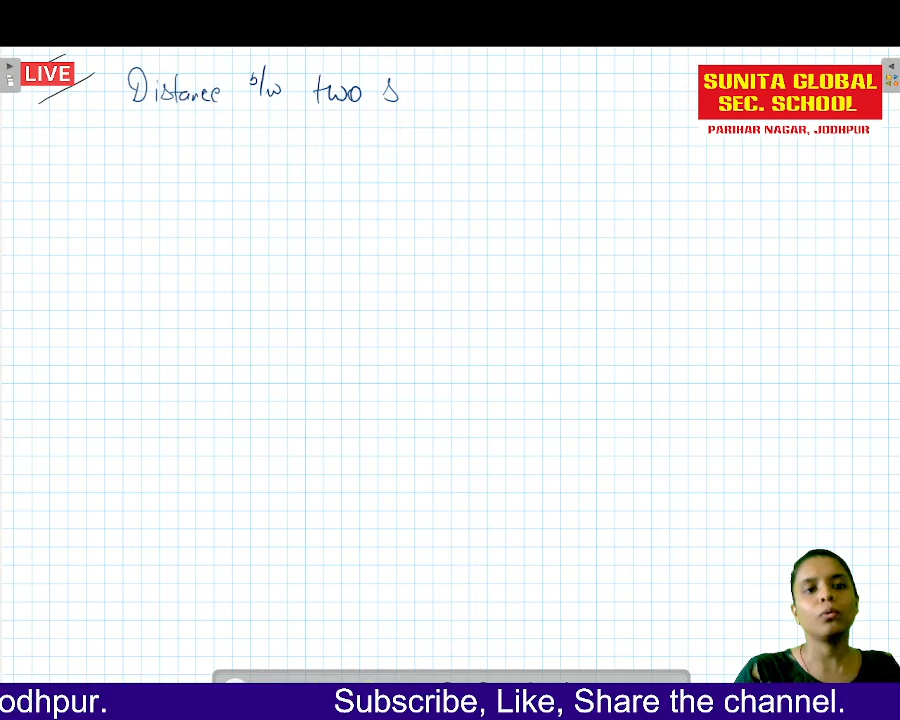 LIVE
Distance b/w two s
SUNITA GLOBAL
SEC. SCHOOL
PARIHAR NAGAR, JODHPUR
odhpur. Subscribe, Like, Share the channel.